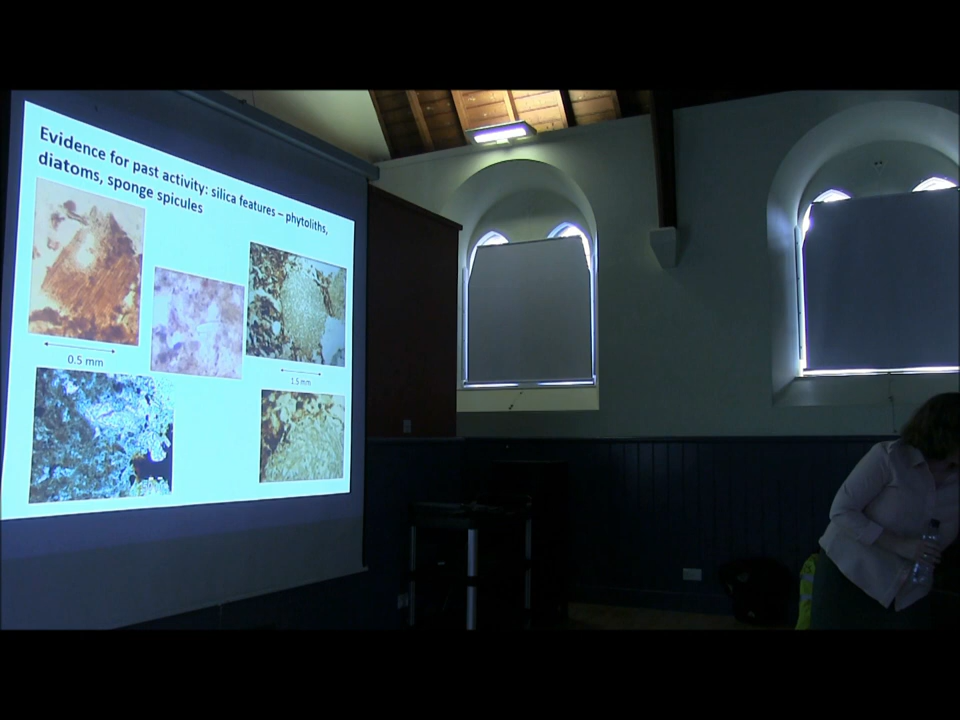 Evidence for past activity: silica features – phytoliths,
diatoms, sponge spicules
0.5 mm
1.5 mm